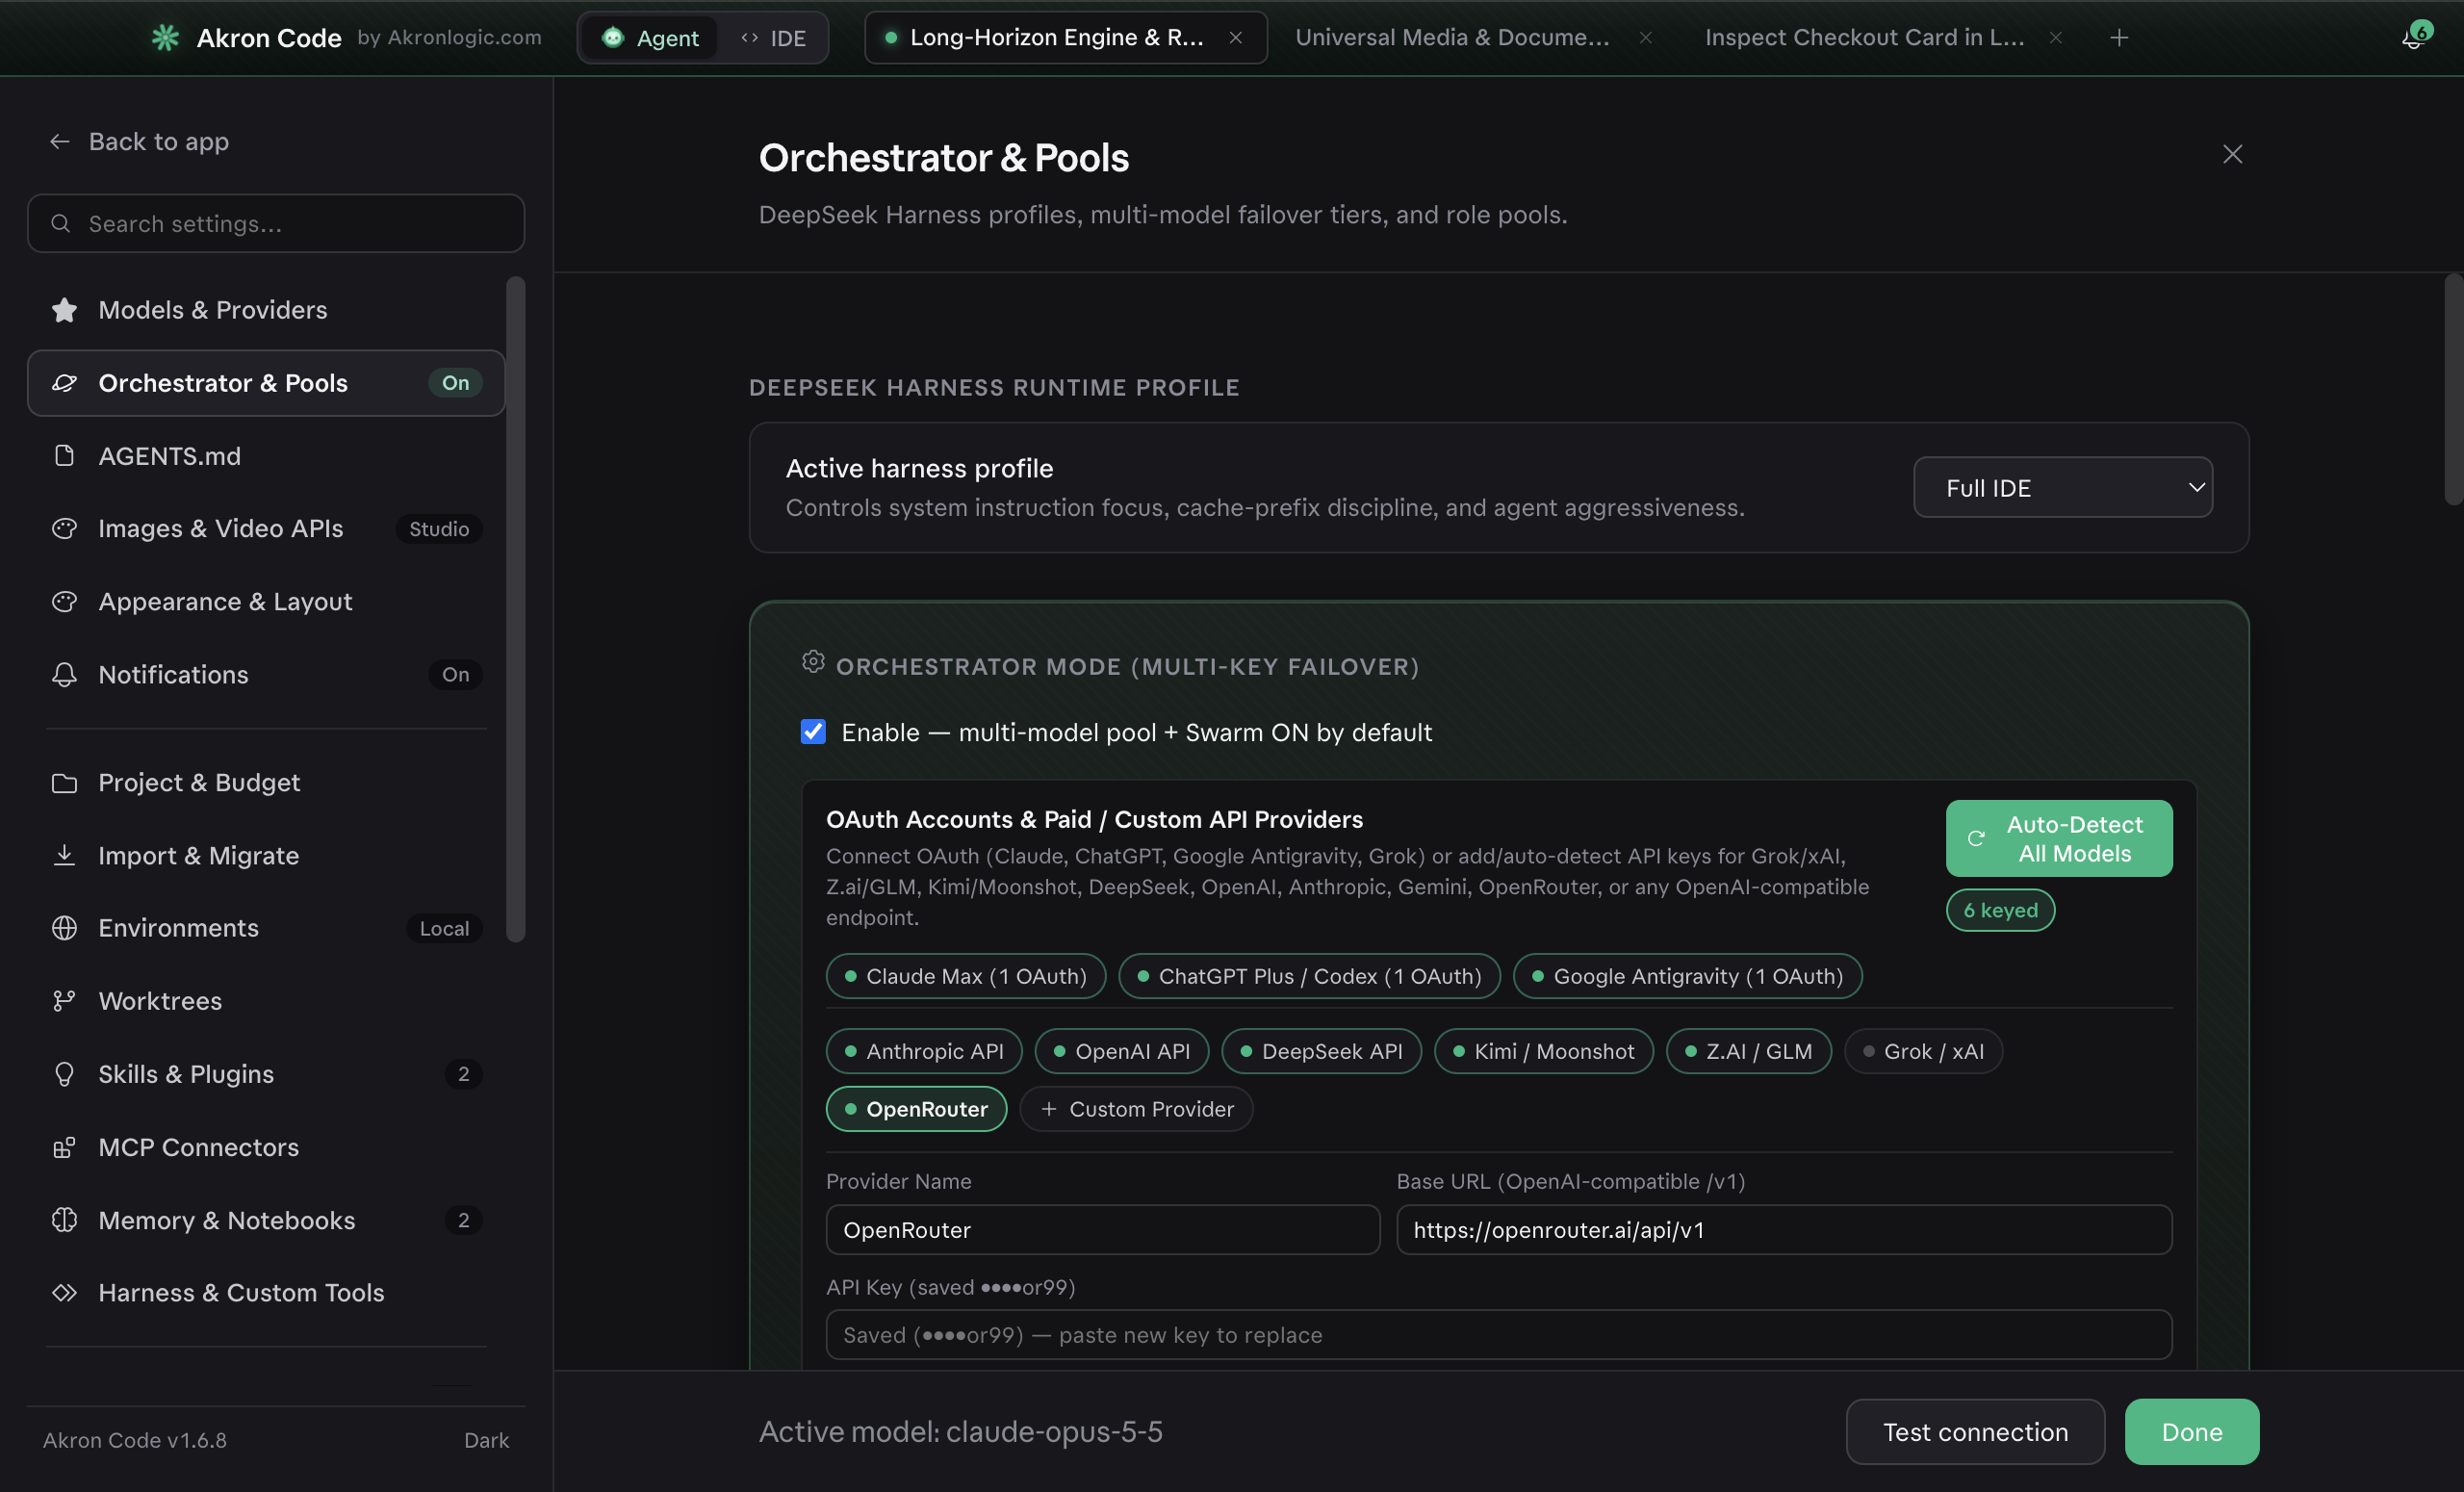 Akron Code by Akronlogic.com
Agent
IDE
Long-Horizon Engine & R...
Universal Media & Docume...
Inspect Checkout Card in L...
6
Back to app
Search settings...
Models & Providers
Orchestrator & Pools On
AGENTS.md
Images & Video APIs Studio
Appearance & Layout
Notifications On
Project & Budget
Import & Migrate
Environments Local
Worktrees
Skills & Plugins 2
MCP Connectors
Memory & Notebooks 2
Harness & Custom Tools
Akron Code v1.6.8 Dark
Orchestrator & Pools
DeepSeek Harness profiles, multi-model failover tiers, and role pools.
DEEPSEEK HARNESS RUNTIME PROFILE
Active harness profile
Controls system instruction focus, cache-prefix discipline, and agent aggressiveness.
Full IDE
ORCHESTRATOR MODE (MULTI-KEY FAILOVER)
Enable — multi-model pool + Swarm ON by default
OAuth Accounts & Paid / Custom API Providers
Connect OAuth (Claude, ChatGPT, Google Antigravity, Grok) or add/auto-detect API keys for Grok/xAI,
Z.ai/GLM, Kimi/Moonshot, DeepSeek, OpenAI, Anthropic, Gemini, OpenRouter, or any OpenAI-compatible
endpoint.
Auto-Detect
All Models
6 keyed
Claude Max (1 OAuth)
ChatGPT Plus / Codex (1 OAuth)
Google Antigravity (1 OAuth)
Anthropic API
OpenAI API
DeepSeek API
Kimi / Moonshot
Z.AI / GLM
Grok / xAI
OpenRouter
+ Custom Provider
Provider Name
OpenRouter
Base URL (OpenAI-compatible /v1)
https://openrouter.ai/api/v1
API Key (saved ••••or99)
Saved (••••or99) — paste new key to replace
Active model: claude-opus-5-5
Test connection
Done